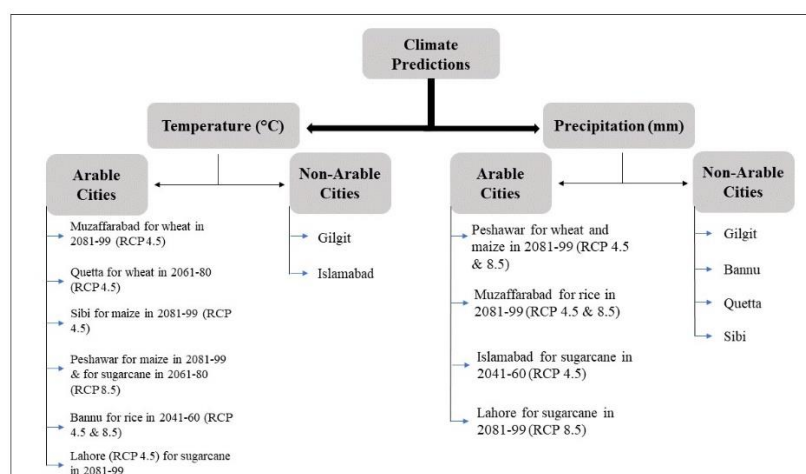 Climate
Predictions
Temperature (°C)
Precipitation (mm)
Arable
Cities
Non-Arable
Cities
Arable
Cities
Non-Arable
Cities
Muzaffarabad for wheat in
2081-99 (RCP 4.5)
Quetta for wheat in 2061-80
(RCP 4.5)
Sibi for maize in 2081-99 (RCP
4.5)
Peshawar for maize in 2081-99
& for sugarcane in 2061-80
(RCP 8.5)
Bannu for rice in 2041-60 (RCP
4.5 & 8.5)
Lahore (RCP 4.5) for sugarcane
in 2081-99
Gilgit
Islamabad
Peshawar for wheat and
maize in 2081-99 (RCP 4.5
& 8.5)
Muzaffarabad for rice in
2081-99 (RCP 4.5 & 8.5)
Islamabad for sugarcane in
2041-60 (RCP 4.5)
Lahore for sugarcane in
2081-99 (RCP 8.5)
Gilgit
Bannu
Quetta
Sibi